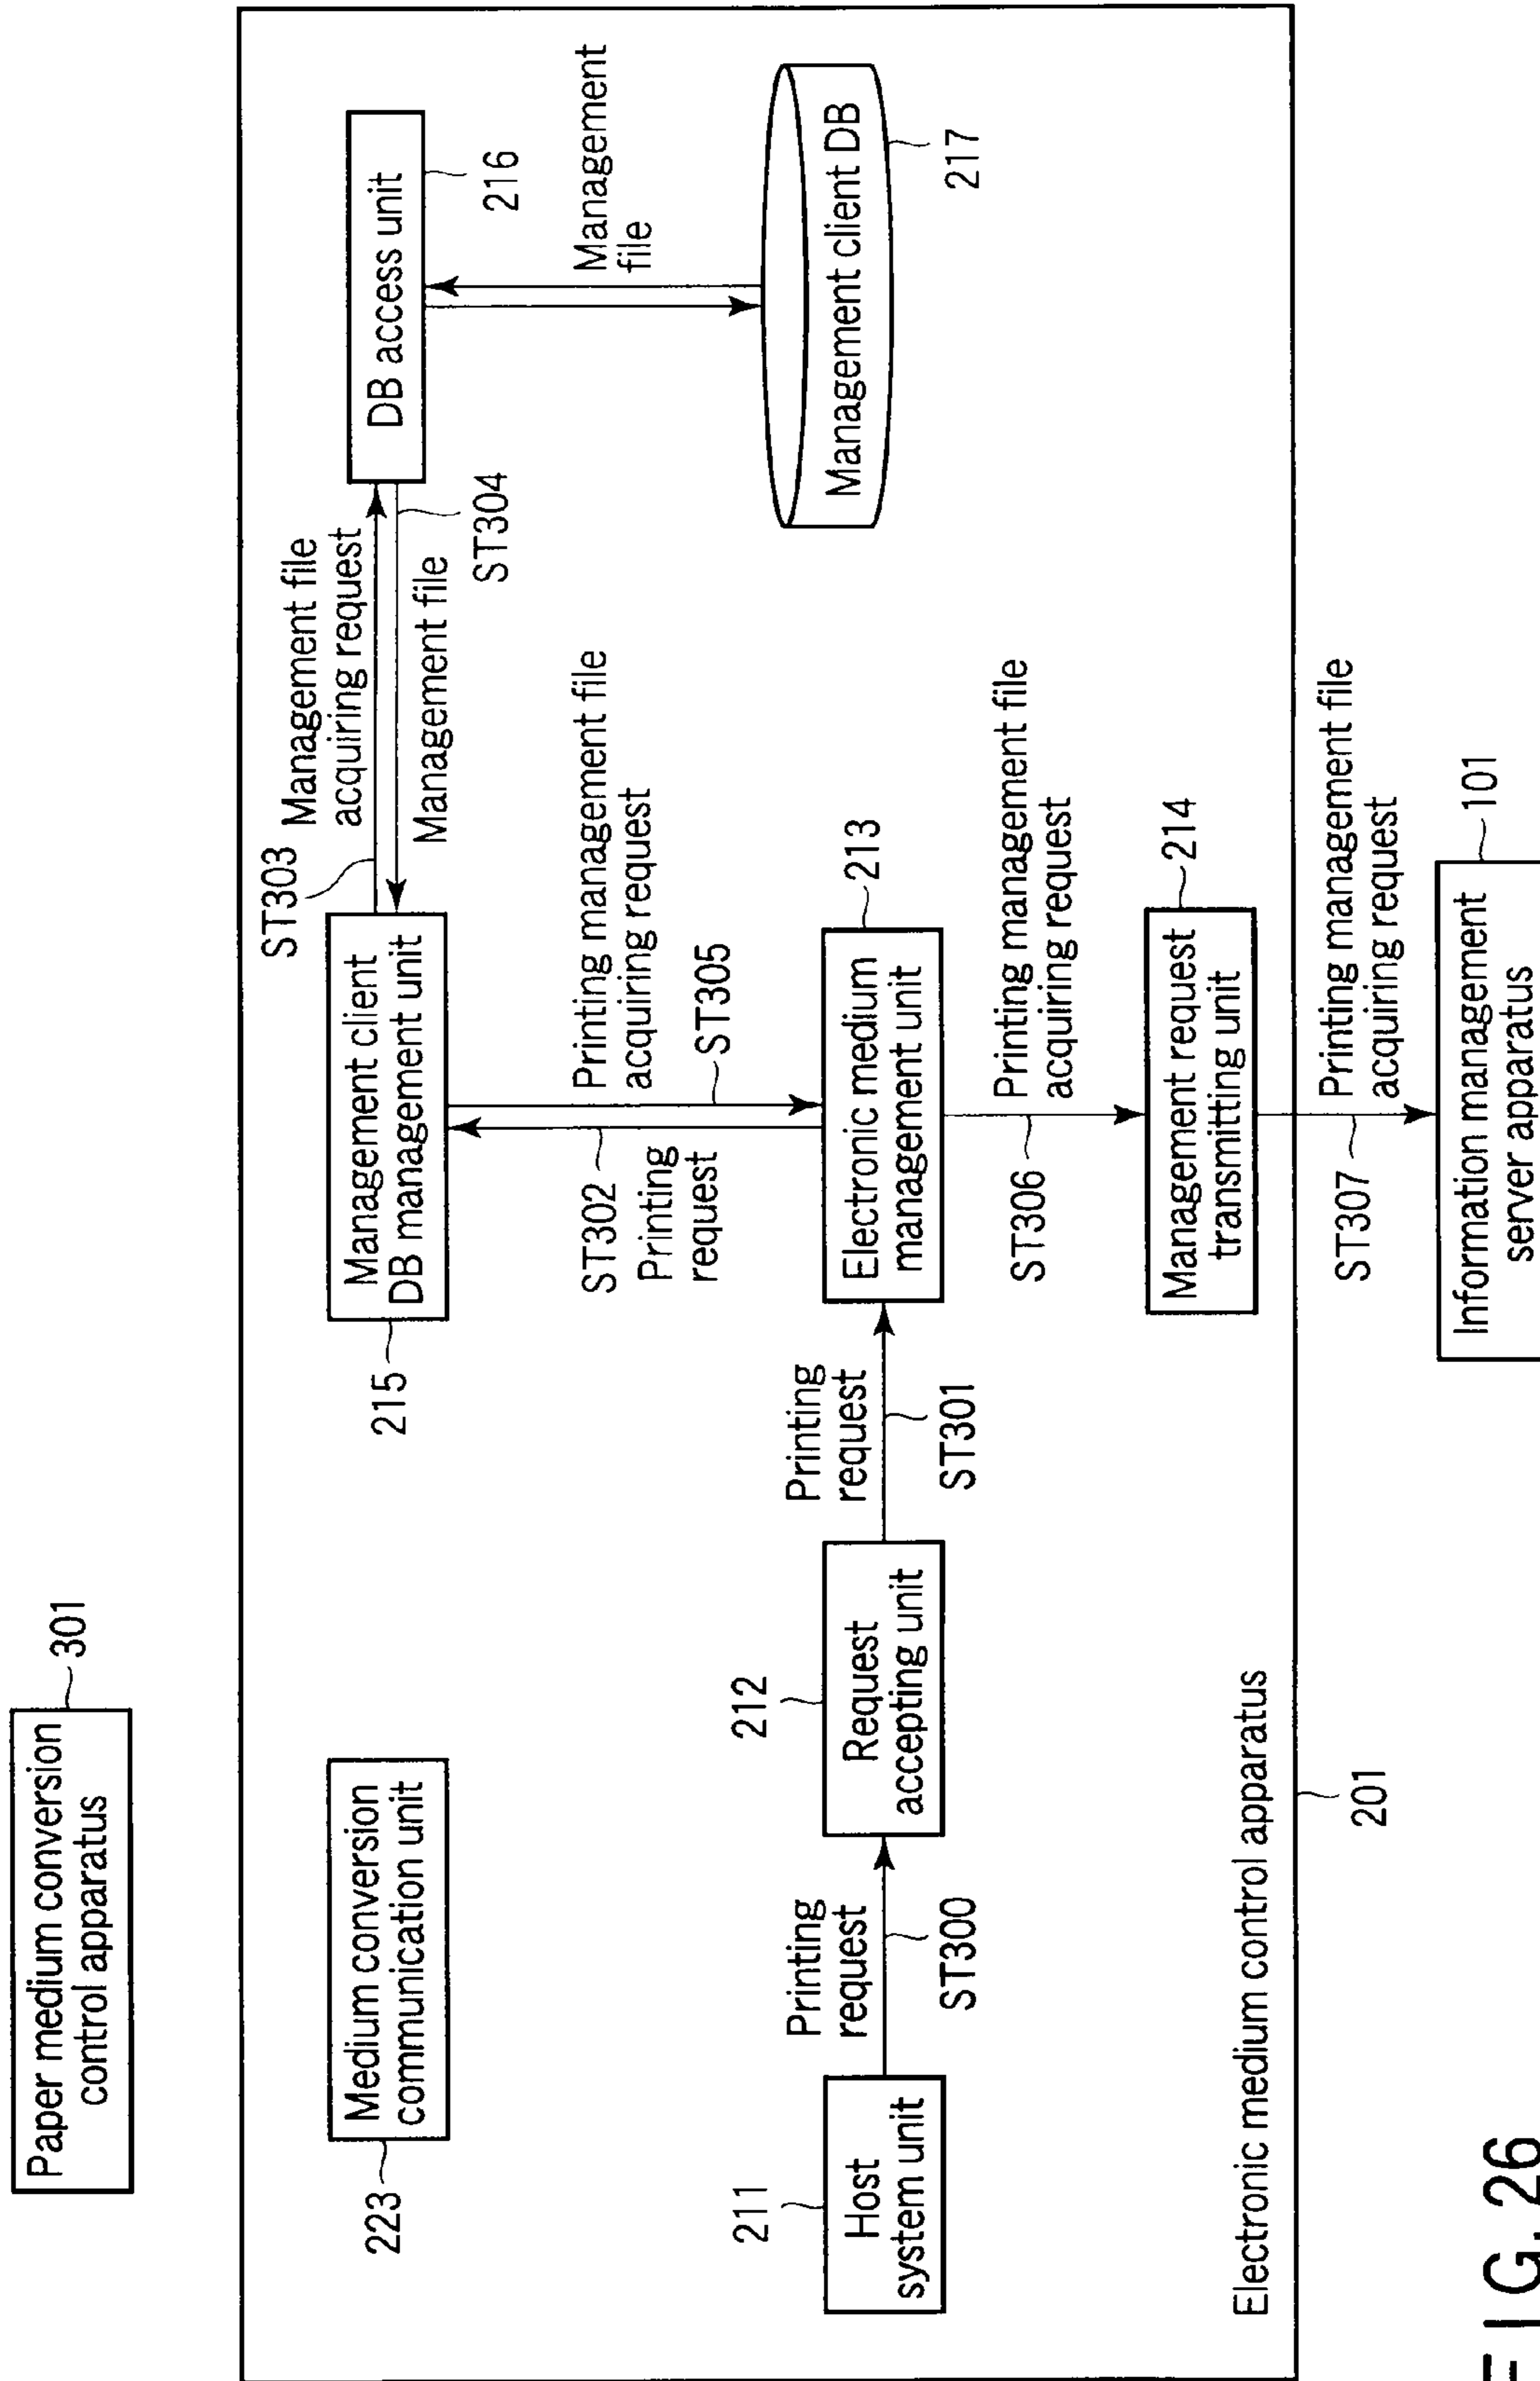 Paper medium conversion
control apparatus
301
Medium conversion
communication unit
223
Management client
DB management unit
215
ST303
Management file
acquiring request
Management file
ST304
DB access unit
216
Management
file
Management client DB
217
ST302
Printing
request
Printing management file
acquiring request
ST305
211
Host
system unit
Printing
request
ST300
212
Request
accepting unit
Printing
request
ST301
Electronic medium
management unit
213
ST306
Printing management file
acquiring request
Management request
transmitting unit
214
Electronic medium control apparatus
201
ST307
Printing management file
acquiring request
Information management
server apparatus
101
FIG. 26